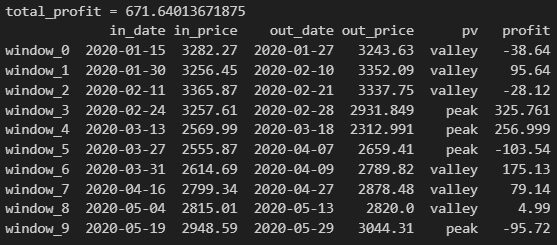 total_profit = 671.64013671875
in_date in_price out_date out_price pv profit
window_0 2020-01-15 3282.27 2020-01-27 3243.63 valley -38.64
window_1 2020-01-30 3256.45 2020-02-10 3352.09 valley 95.64
window_2 2020-02-11 3365.87 2020-02-21 3337.75 valley -28.12
window_3 2020-02-24 3257.61 2020-02-28 2931.849 peak 325.761
window_4 2020-03-13 2569.99 2020-03-18 2312.991 peak 256.999
window_5 2020-03-27 2555.87 2020-04-07 2659.41 peak -103.54
window_6 2020-03-31 2614.69 2020-04-09 2789.82 valley 175.13
window_7 2020-04-16 2799.34 2020-04-27 2878.48 valley 79.14
window_8 2020-05-04 2815.01 2020-05-13 2820.0 valley 4.99
window_9 2020-05-19 2948.59 2020-05-29 3044.31 peak -95.72